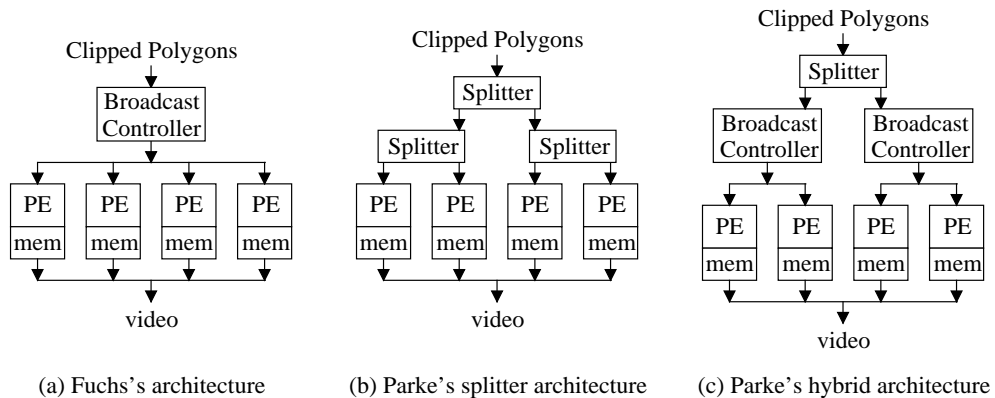 Clipped Polygons
Broadcast
Controller
PE PE PE PE
mem mem mem mem
video
(a) Fuchs's architecture
Clipped Polygons
Splitter
Splitter Splitter
PE PE PE PE
mem mem mem mem
video
(b) Parke's splitter architecture
Clipped Polygons
Splitter
Broadcast Broadcast
Controller Controller
PE PE PE PE
mem mem mem mem
video
(c) Parke's hybrid architecture